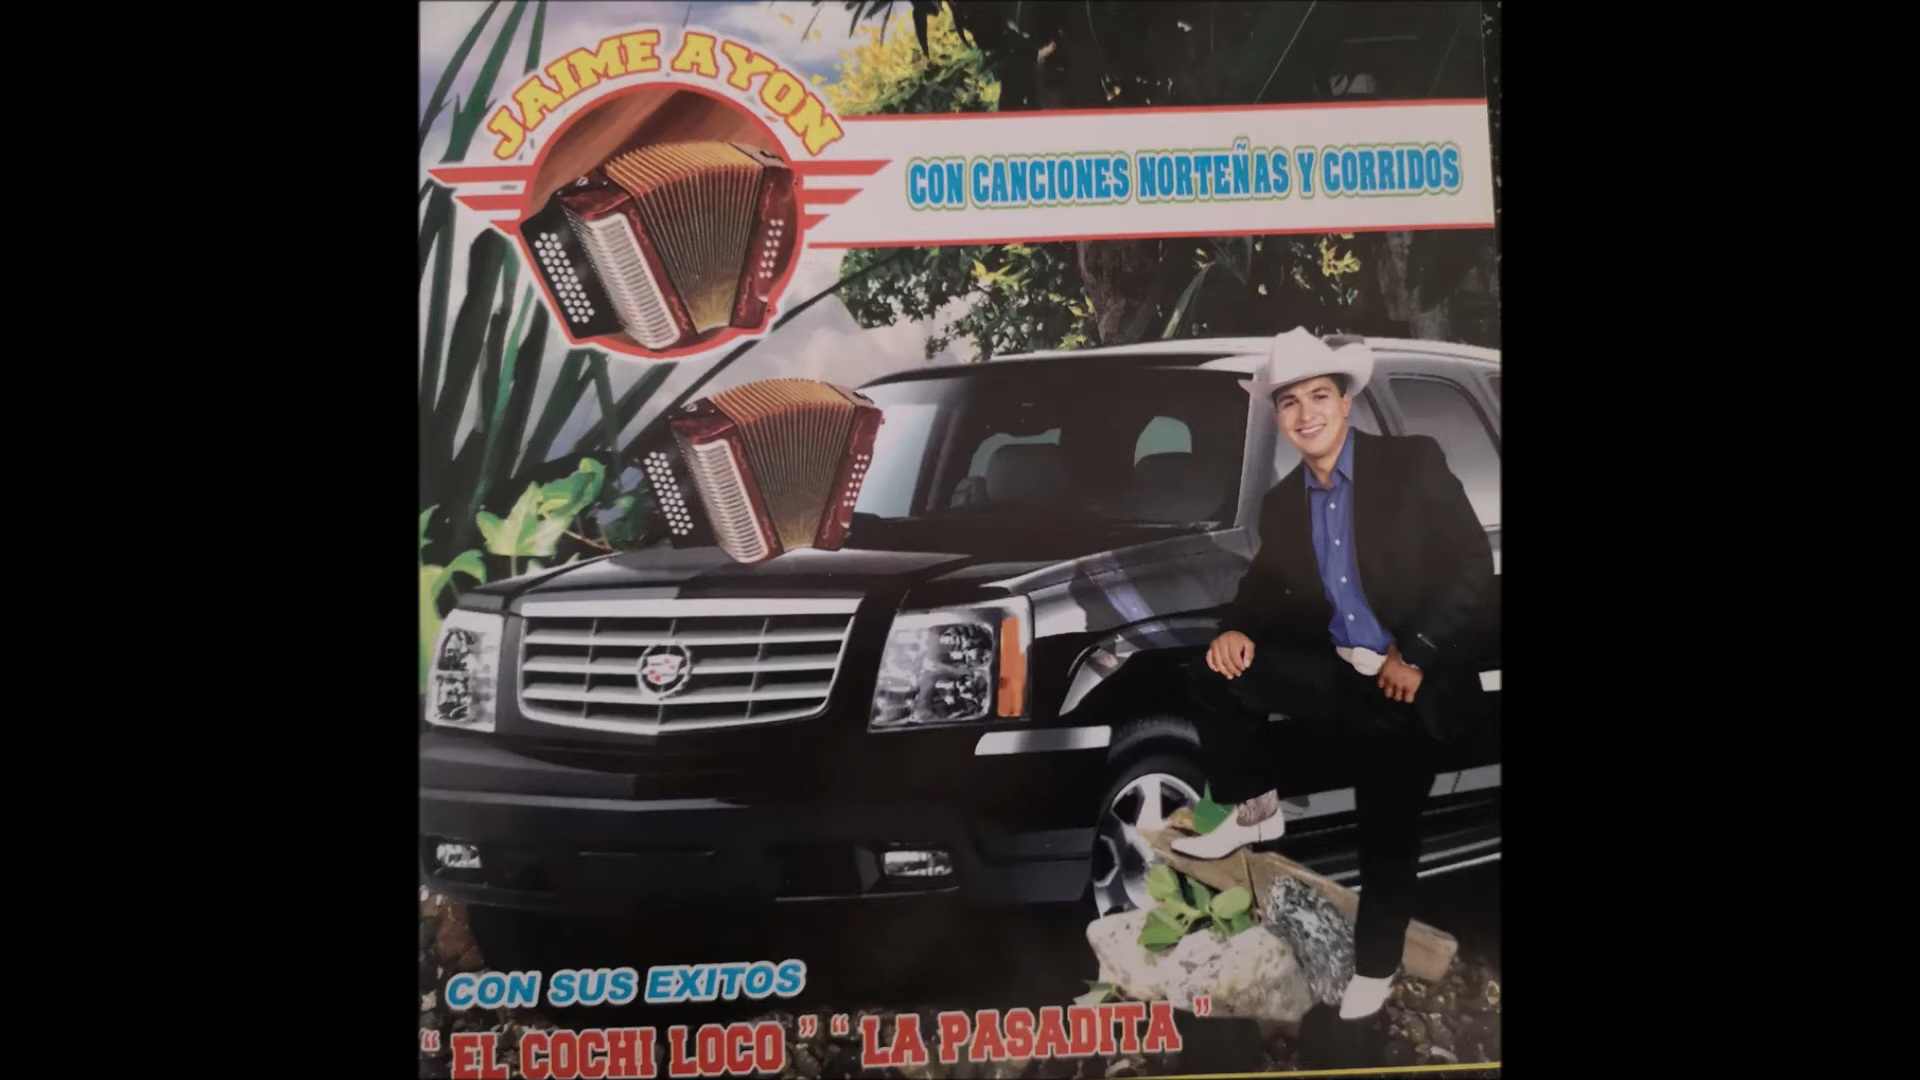 JAIME AYON
CON CANCIONES NORTEÑAS Y CORRIDOS
CON SUS EXITOS
“ EL COCHI LOCO ” “ LA PASADITA ”